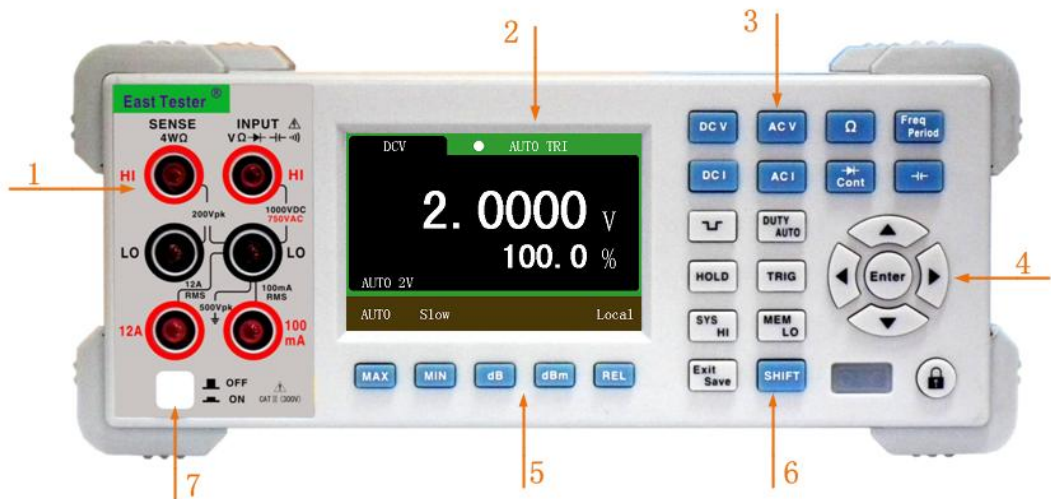 2
3
East Tester ®
SENSE
4WΩ
INPUT
VΩ
HI
HI
1
200Vpk
1000VDC
750VAC
LO
LO
12A
RMS
100mA
RMS
500Vpk
12A
100
mA
OFF
ON
CAT II (300V)
7
DCV
AUTO TRI
2.0000 V
100.0 %
AUTO 2V
AUTO Slow Local
MAX MIN dB dBm REL
5
DC V AC V Ω Freq
Period
DC I AC I Cont
DUTY
AUTO
HOLD TRIG
SYS
HI
MEM
LO
Exit
Save
SHIFT
Enter
4
6